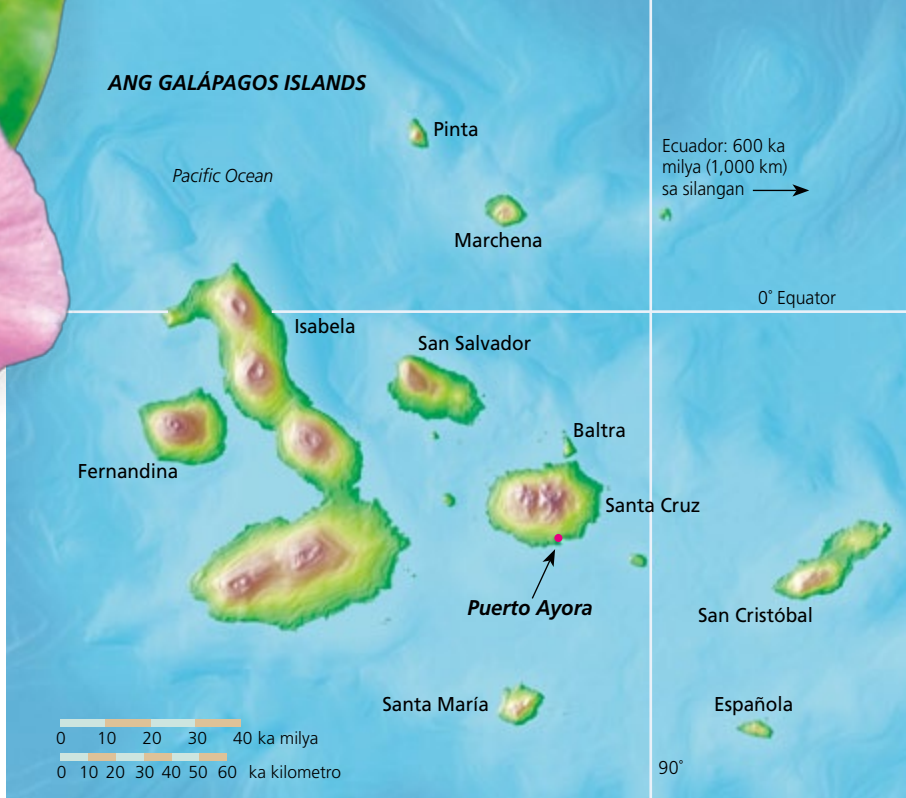 ANG GALÁPAGOS ISLANDS
Pinta
Ecuador: 600 ka
milya (1,000 km)
sa silangan
Pacific Ocean
Marchena
0° Equator
Isabela
San Salvador
Baltra
Fernandina
Santa Cruz
Puerto Ayora
San Cristóbal
Santa María
Española
0 10 20 30 40 ka milya
0 10 20 30 40 50 60 ka kilometro
90°